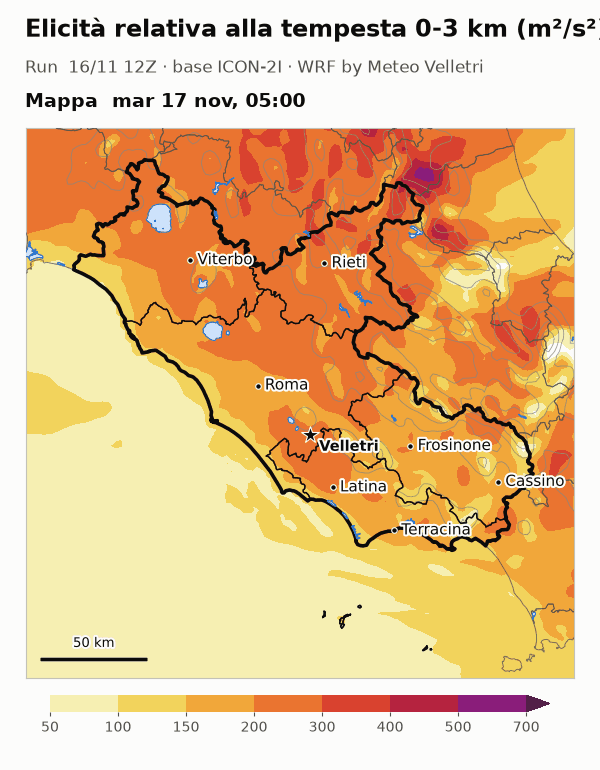 Elicità relativa alla tempesta 0-3 km (m²/s²)
Run  16/11 12Z · base ICON-2I · WRF by Meteo Velletri
Mappa  mar 17 nov, 05:00
Viterbo
Rieti
Roma
Velletri
Frosinone
Latina
Cassino
Terracina
50 km
50 100 150 200 300 400 500 700